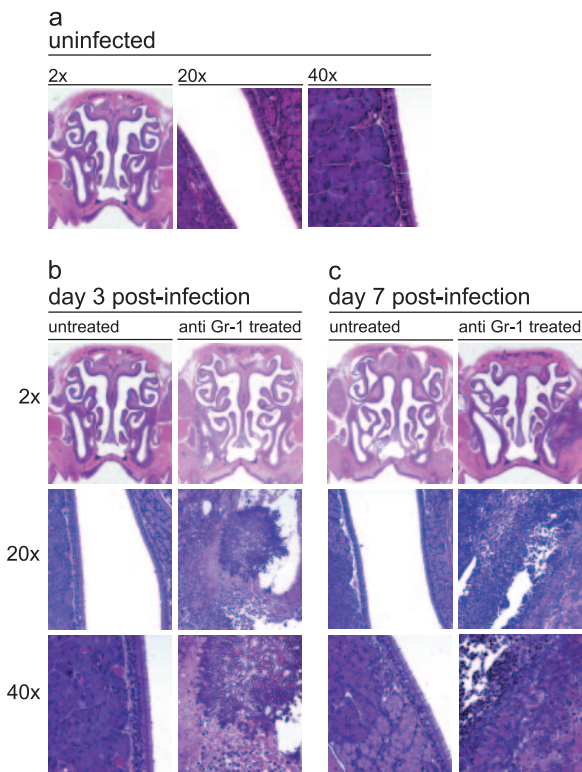 a
uninfected
2x 20x 40x
b
day 3 post-infection
untreated anti Gr-1 treated
c
day 7 post-infection
untreated anti Gr-1 treated
2x
20x
40x